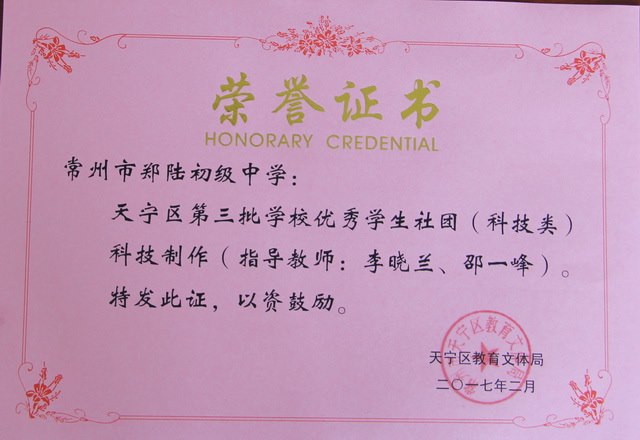 荣誉证书
HONORARY CREDENTIAL
常州市郑陆初级中学：
天宁区第三批学校优秀学生社团（科技类）
科技制作（指导教师：李晓兰、邵一峰）。
特发此证，以资鼓励。
天宁区教育文体局
二〇一七年二月